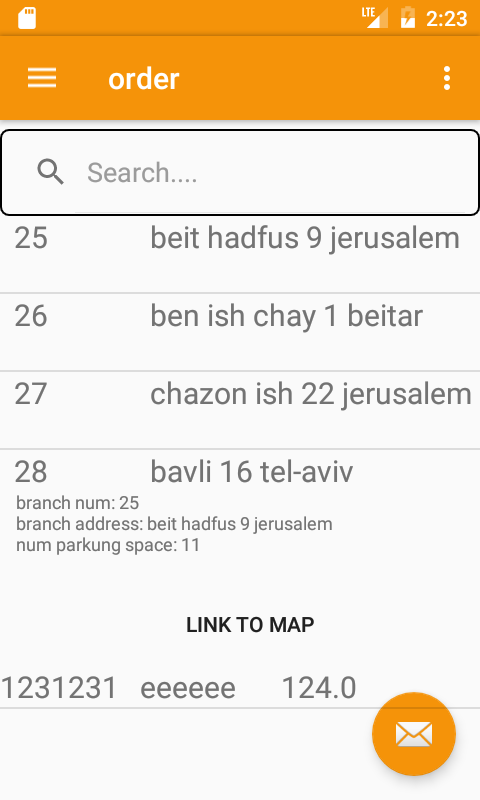 LTE 2:23
order
Search....
25 beit hadfus 9 jerusalem
26 ben ish chay 1 beitar
27 chazon ish 22 jerusalem
28 bavli 16 tel-aviv
branch num: 25
branch address: beit hadfus 9 jerusalem
num parkung space: 11
LINK TO MAP
1231231 eeeeee 124.0